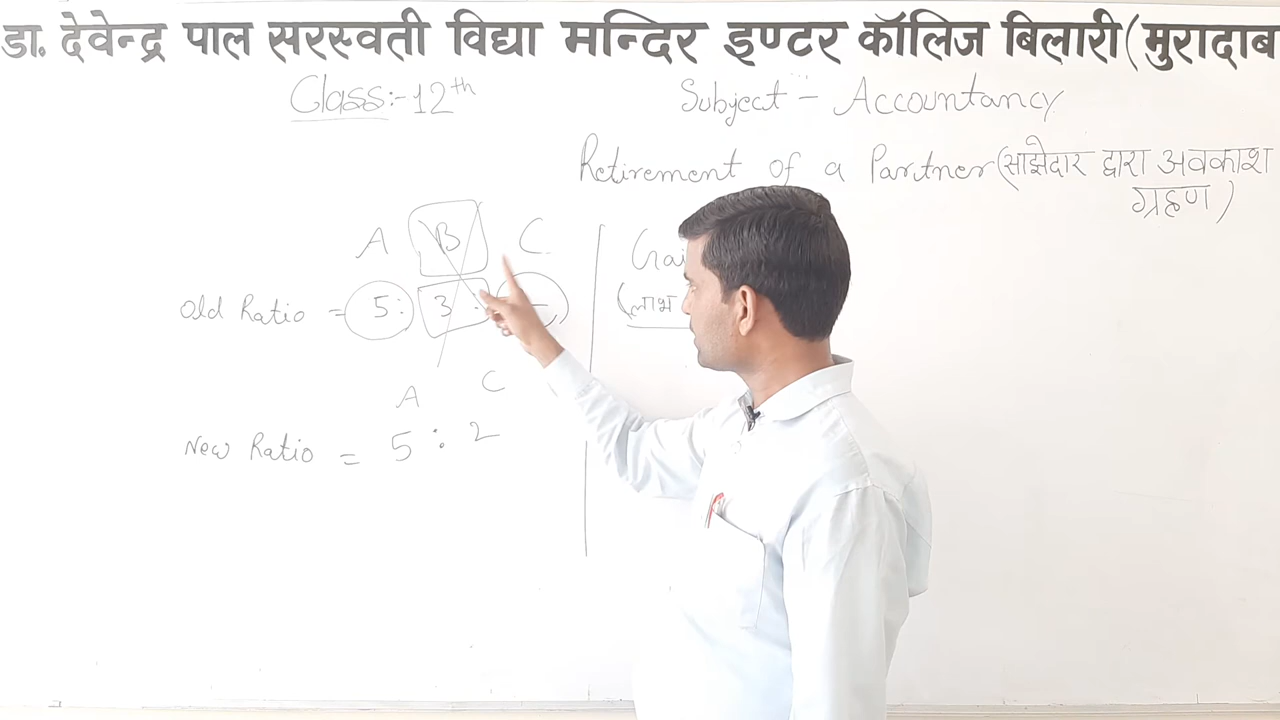 डा. देवेन्द्र पाल सरस्वती विद्या मन्दिर इण्टर कॉलिज बिलारी(मुरादाब
Class:- 12th
Subject - Accountancy
Retirement of a Partner (साझेदार द्वारा अवकाश
ग्रहण)
A B C
Old Ratio = 5: 3 :
A C
New Ratio = 5 : 2
Gai
(लाभ